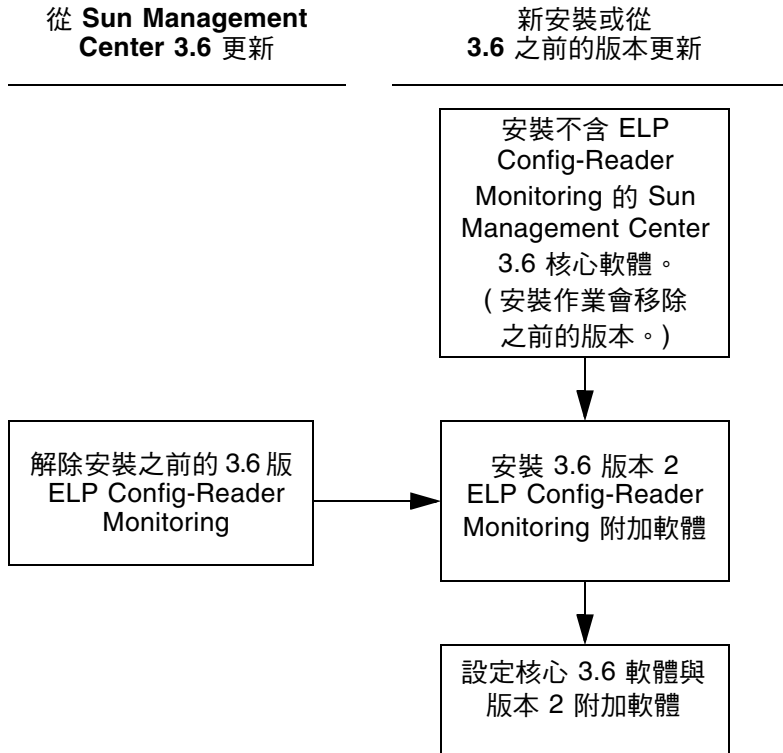 從 Sun Management
Center 3.6 更新
新安裝或從
3.6 之前的版本更新
安裝不含 ELP
Config-Reader
Monitoring 的 Sun
Management Center
3.6 核心軟體。
( 安裝作業會移除
之前的版本。)
解除安裝之前的 3.6 版
ELP Config-Reader
Monitoring
安裝 3.6 版本 2
ELP Config-Reader
Monitoring 附加軟體
設定核心 3.6 軟體與
版本 2 附加軟體